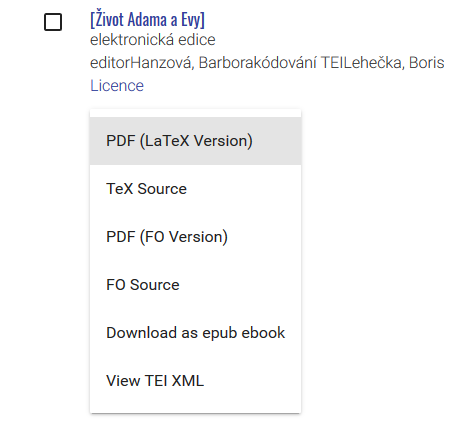 [Život Adama a Evy]
elektronická edice
editorHanzová, Barborakódování TEILehečka, Boris
Licence
PDF (LaTeX Version)
TeX Source
PDF (FO Version)
FO Source
Download as epub ebook
View TEI XML